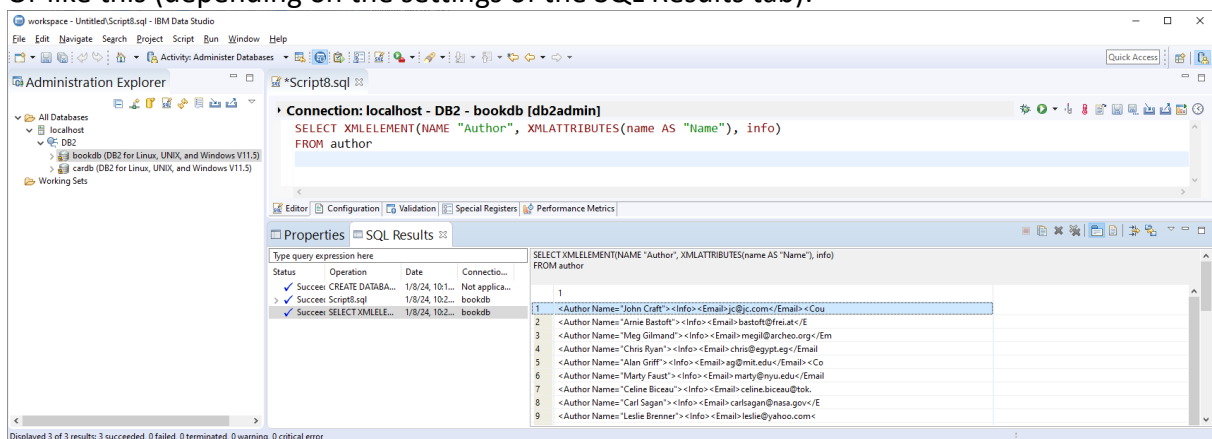 Or like this (depending on the settings of the SQL Results tab):
workspace - Untitled\Script8.sql - IBM Data Studio
File Edit Navigate Search Project Script Run Window Help
Activity: Administer Databases
Quick Access
Administration Explorer
*Script8.sql
All Databases
localhost
DB2
bookdb (DB2 for Linux, UNIX, and Windows V11.5)
cardb (DB2 for Linux, UNIX, and Windows V11.5)
Working Sets
Connection: localhost - DB2 - bookdb [db2admin]
SELECT XMLELEMENT(NAME "Author", XMLATTRIBUTES(name AS "Name"), info)
FROM author
Editor Configuration Validation Special Registers Performance Metrics
Properties SQL Results
Type query expression here
Status Operation Date Connectio...
Succee CREATE DATABA... 1/8/24, 10:1... Not applica...
Succee Script8.sql 1/8/24, 10:2... bookdb
Succee SELECT XMLELE... 1/8/24, 10:2... bookdb
SELECT XMLELEMENT(NAME "Author", XMLATTRIBUTES(name AS "Name"), info)
FROM author
1
1 <Author Name="John Craft"><Info><Email>jc@jc.com</Email><Cou
2 <Author Name="Arnie Bastoft"><Info><Email>bastoft@frei.at</E
3 <Author Name="Meg Gilmand"><Info><Email>megil@archeo.org</Em
4 <Author Name="Chris Ryan"><Info><Email>chris@egypt.eg</Email
5 <Author Name="Alan Griff"><Info><Email>ag@mit.edu</Email><Co
6 <Author Name="Marty Faust"><Info><Email>marty@nyu.edu</Email
7 <Author Name="Celine Biceau"><Info><Email>celine.biceau@tok.
8 <Author Name="Carl Sagan"><Info><Email>carlsagan@nasa.gov</E
9 <Author Name="Leslie Brenner"><Info><Email>leslie@yahoo.com<
Displayed 3 of 3 results: 3 succeeded, 0 failed, 0 terminated, 0 warning, 0 critical error